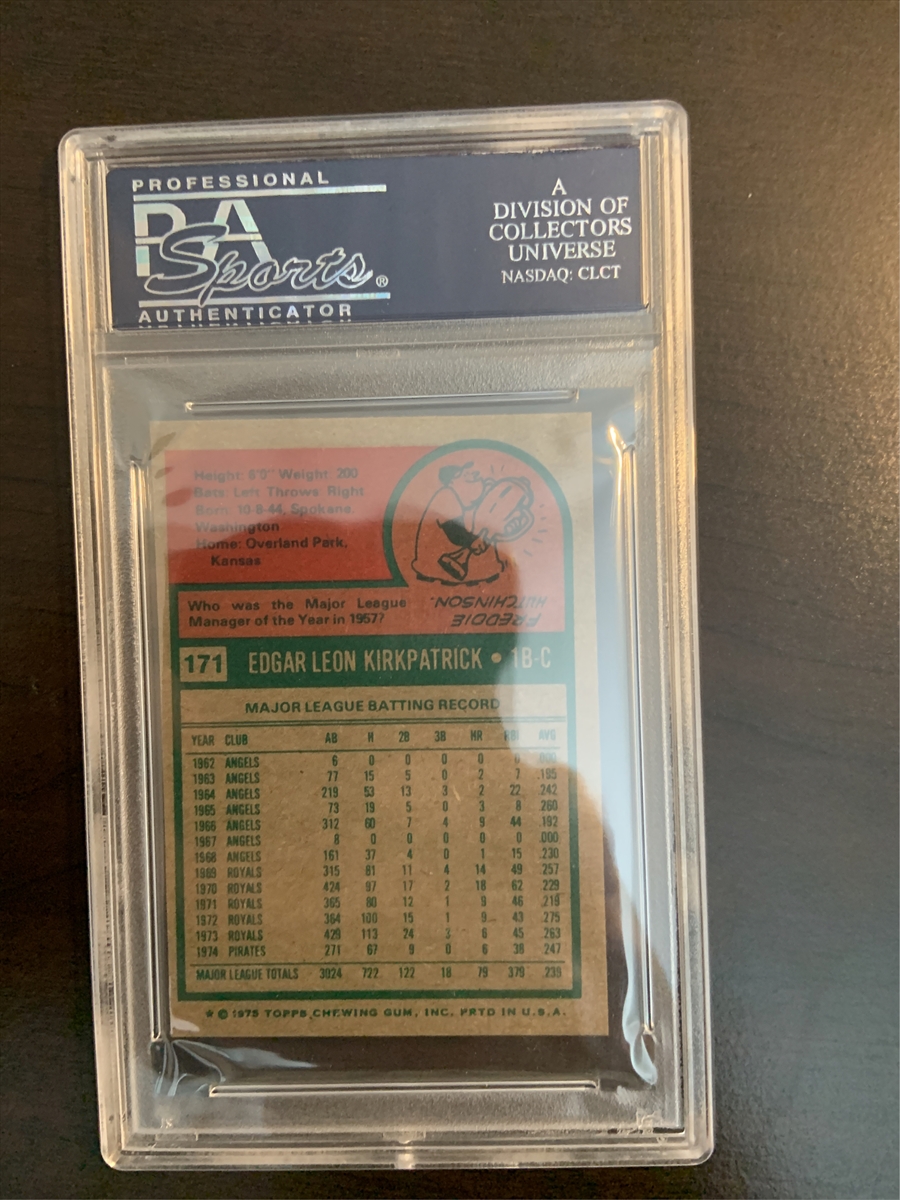 PROFESSIONAL
PSA
Sports®
AUTHENTICATOR
A
DIVISION OF
COLLECTORS
UNIVERSE
NASDAQ: CLCT
Height: 6'0" Weight: 200
Bats: Left Throws: Right
Born: 10-8-44, Spokane,
Washington
Home: Overland Park,
Kansas
Who was the Major League
Manager of the Year in 1957?
FREDDIE
HUTCHINSON.
171 EDGAR LEON KIRKPATRICK • 1B-C
MAJOR LEAGUE BATTING RECORD
YEAR CLUB AB H 2B 3B HR RBI AVG
1962 ANGELS 6 0 0 0 0 0 .000
1963 ANGELS 77 15 5 0 2 7 .195
1964 ANGELS 219 53 13 3 2 22 .242
1965 ANGELS 73 19 5 0 3 8 .260
1966 ANGELS 312 60 7 4 9 44 .192
1967 ANGELS 8 0 0 0 0 0 .000
1968 ANGELS 161 37 4 0 1 15 .230
1969 ROYALS 315 81 11 4 14 49 .257
1970 ROYALS 424 97 17 2 18 62 .229
1971 ROYALS 365 80 12 1 9 46 .219
1972 ROYALS 364 100 15 1 9 43 .275
1973 ROYALS 429 113 24 3 6 45 .263
1974 PIRATES 271 67 9 0 6 38 .247
MAJOR LEAGUE TOTALS 3024 722 122 18 79 379 .239
★ © 1975 TOPPS CHEWING GUM, INC. PRTD IN U.S.A.